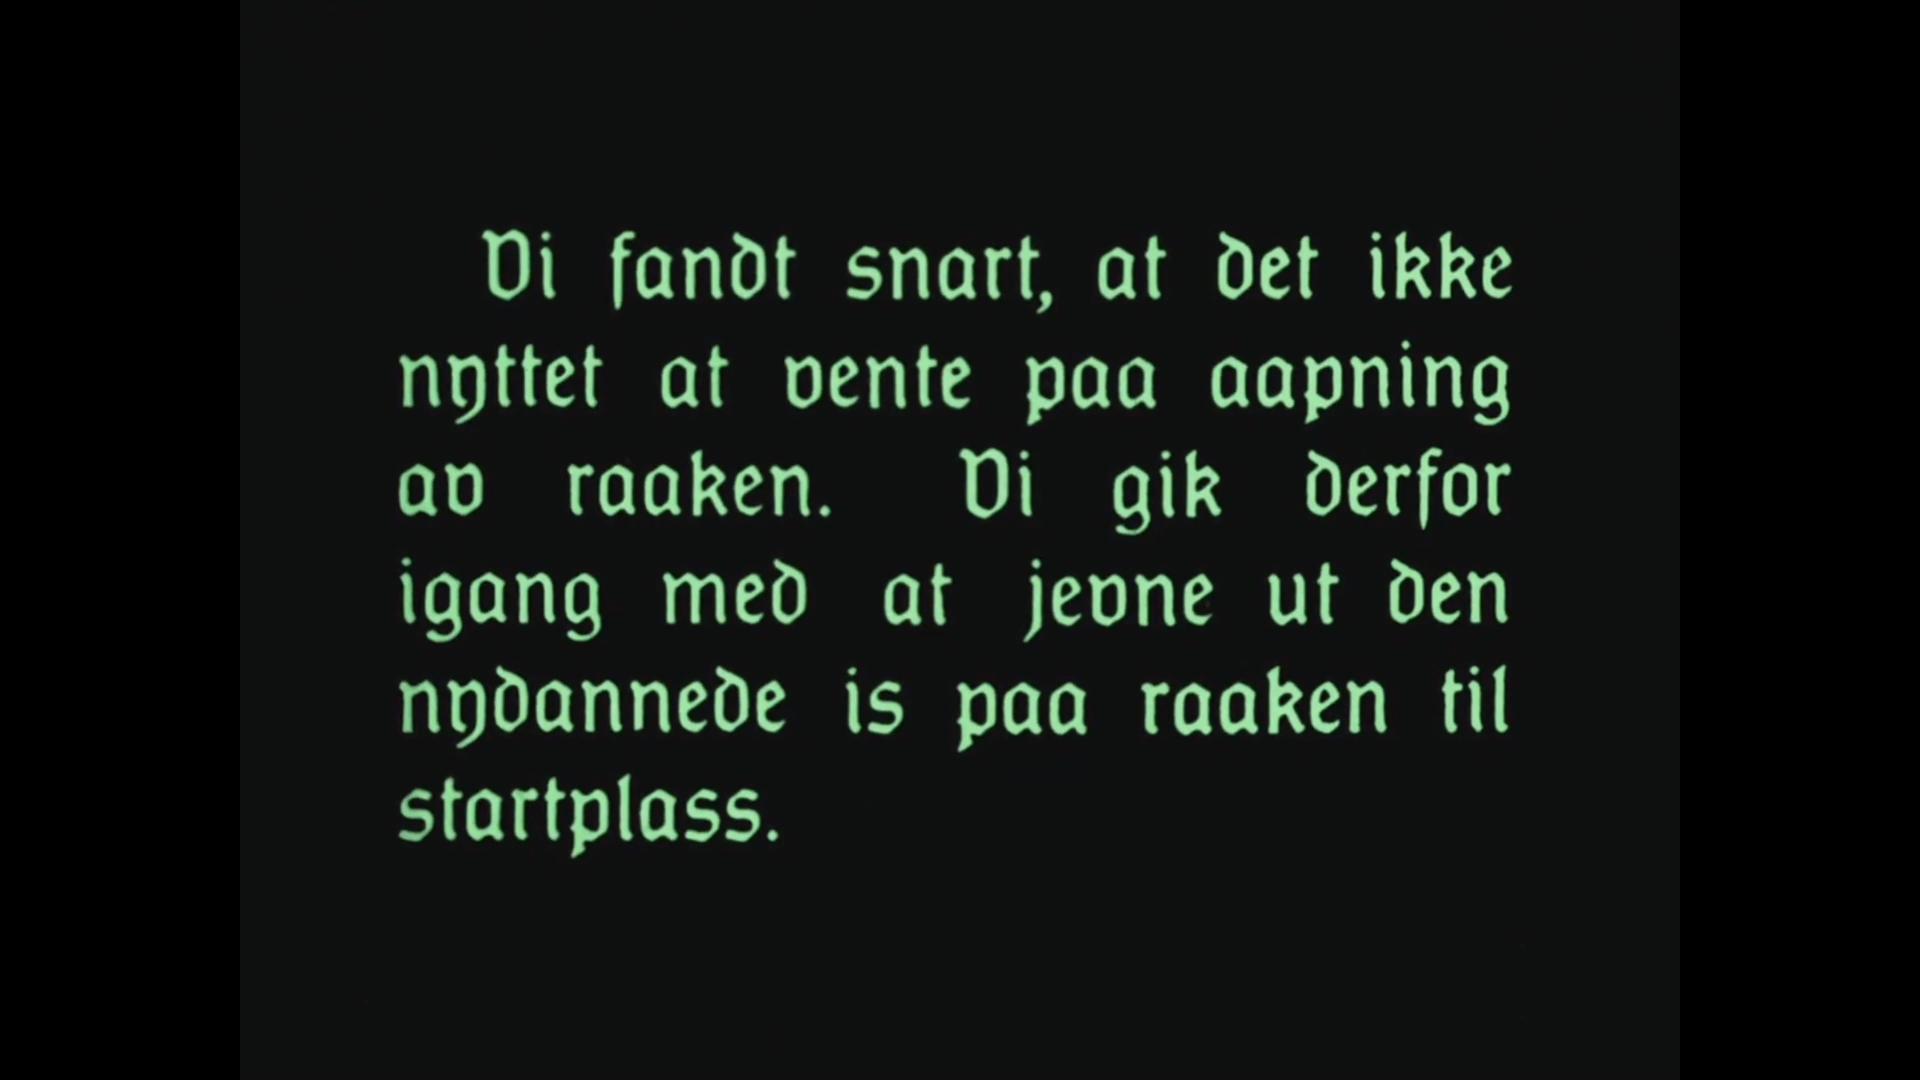 Vi fandt snart, at det ikke
nyttet at vente paa aapning
av raaken. Vi gik derfor
igang med at jevne ut den
nydannede is paa raaken til
startplass.